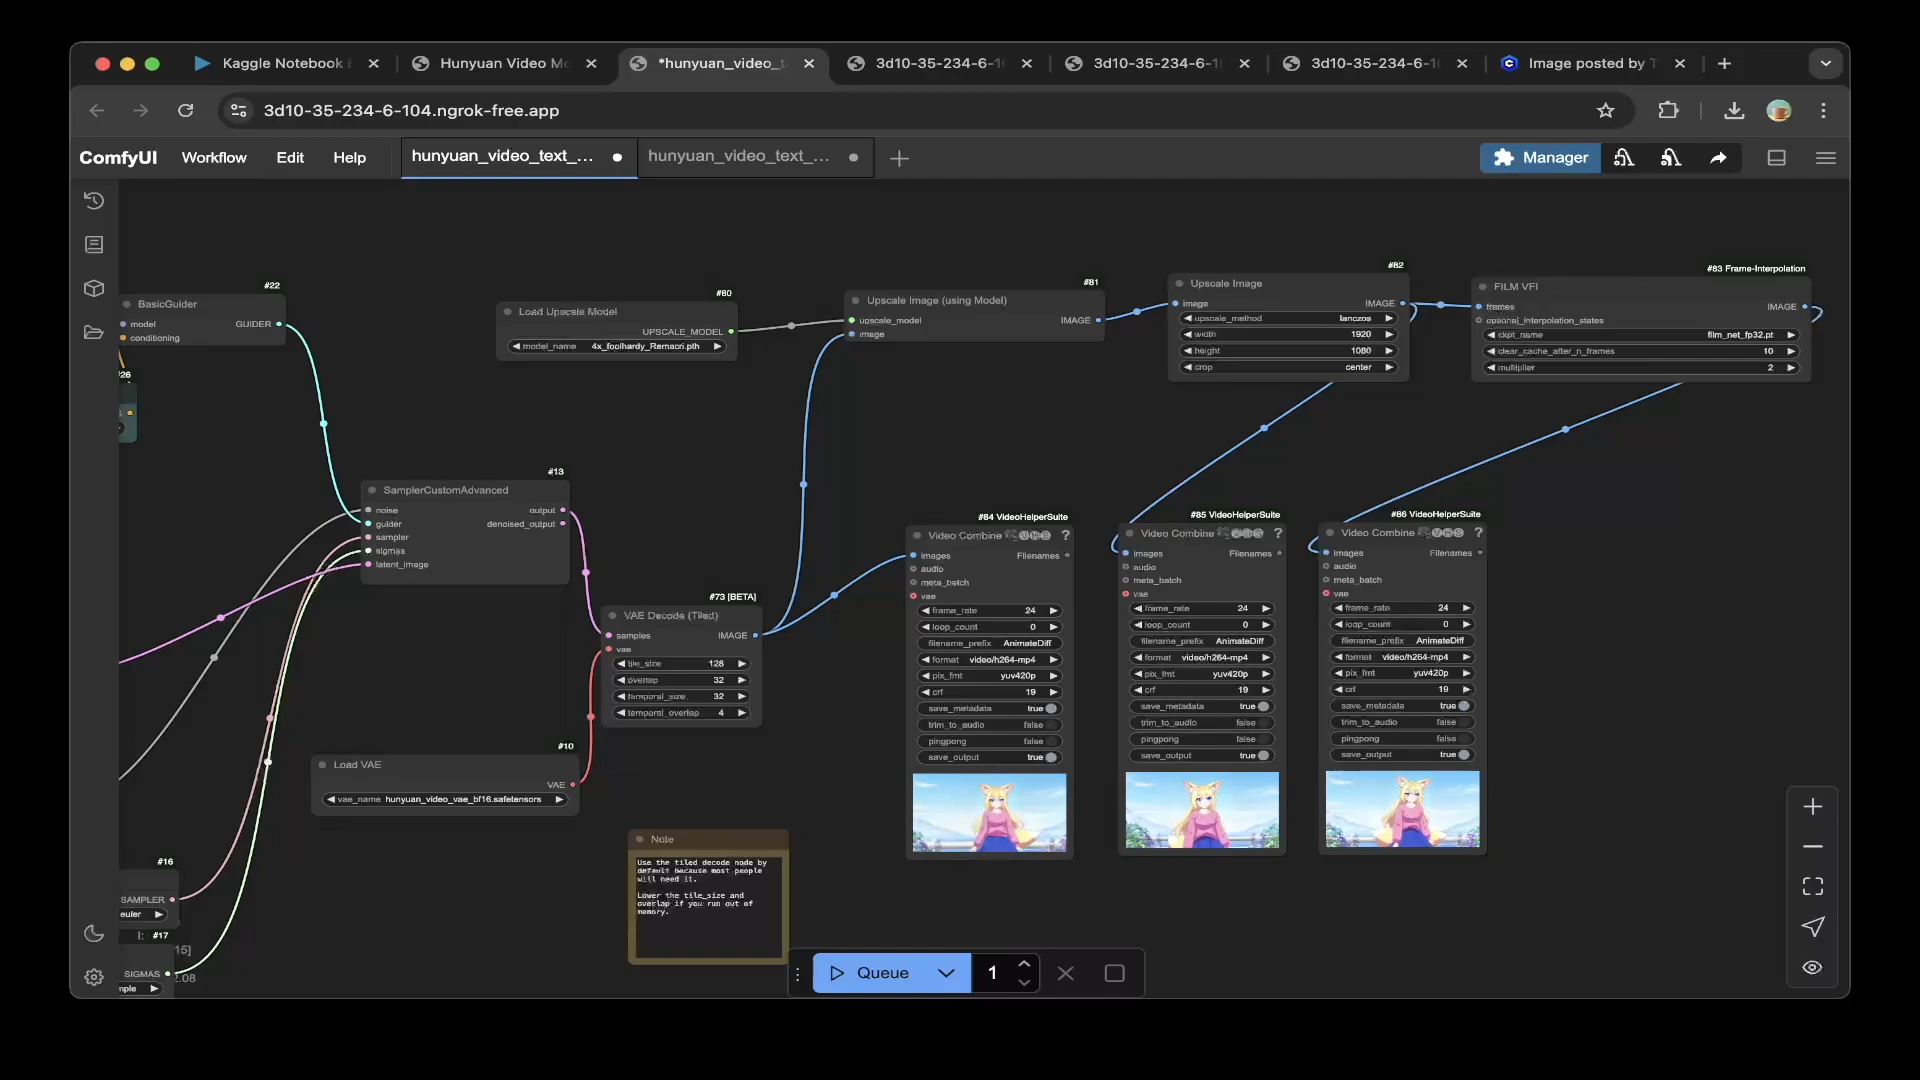 Kaggle Notebook
Hunyuan Video Mo
*hunyuan_video_t
3d10-35-234-6-1
3d10-35-234-6-1
3d10-35-234-6-1
Image posted by T
3d10-35-234-6-104.ngrok-free.app
ComfyUI
Workflow
Edit
Help
hunyuan_video_text_...
hunyuan_video_text_...
Manager
#22
BasicGuider
model
GUIDER
conditioning
#26
#80
Load Upscale Model
UPSCALE_MODEL
model_name 4x_foolhardy_Remacri.pth
#81
Upscale Image (using Model)
upscale_model
IMAGE
image
#82
Upscale Image
image
IMAGE
upscale_method lanczos
width 1920
height 1080
crop center
#83 Frame-Interpolation
FILM VFI
frames
IMAGE
optional_interpolation_states
ckpt_name film_net_fp32.pt
clear_cache_after_n_frames 10
multiplier 2
#13
SamplerCustomAdvanced
noise
output
guider
denoised_output
sampler
sigmas
latent_image
#73 [BETA]
VAE Decode (Tiled)
samples
IMAGE
vae
tile_size 128
overlap 32
temporal_size 32
temporal_overlap 4
#10
Load VAE
VAE
vae_name hunyuan_video_vae_bf16.safetensors
#84 VideoHelperSuite
Video Combine VHS ?
images
Filenames
audio
meta_batch
vae
frame_rate 24
loop_count 0
filename_prefix AnimateDiff
format video/h264-mp4
pix_fmt yuv420p
crf 19
save_metadata true
trim_to_audio false
pingpong false
save_output true
#85 VideoHelperSuite
Video Combine VHS ?
images
Filenames
audio
meta_batch
vae
frame_rate 24
loop_count 0
filename_prefix AnimateDiff
format video/h264-mp4
pix_fmt yuv420p
crf 19
save_metadata true
trim_to_audio false
pingpong false
save_output true
#86 VideoHelperSuite
Video Combine VHS ?
images
Filenames
audio
meta_batch
vae
frame_rate 24
loop_count 0
filename_prefix AnimateDiff
format video/h264-mp4
pix_fmt yuv420p
crf 19
save_metadata true
trim_to_audio false
pingpong false
save_output true
Note
Use the tiled decode node by
default because most people
will need it.
Lower the tile_size and
overlap if you run out of
memory.
#16
SAMPLER
euler
#17
15]
SIGMAS
2.08
mple
Queue
1